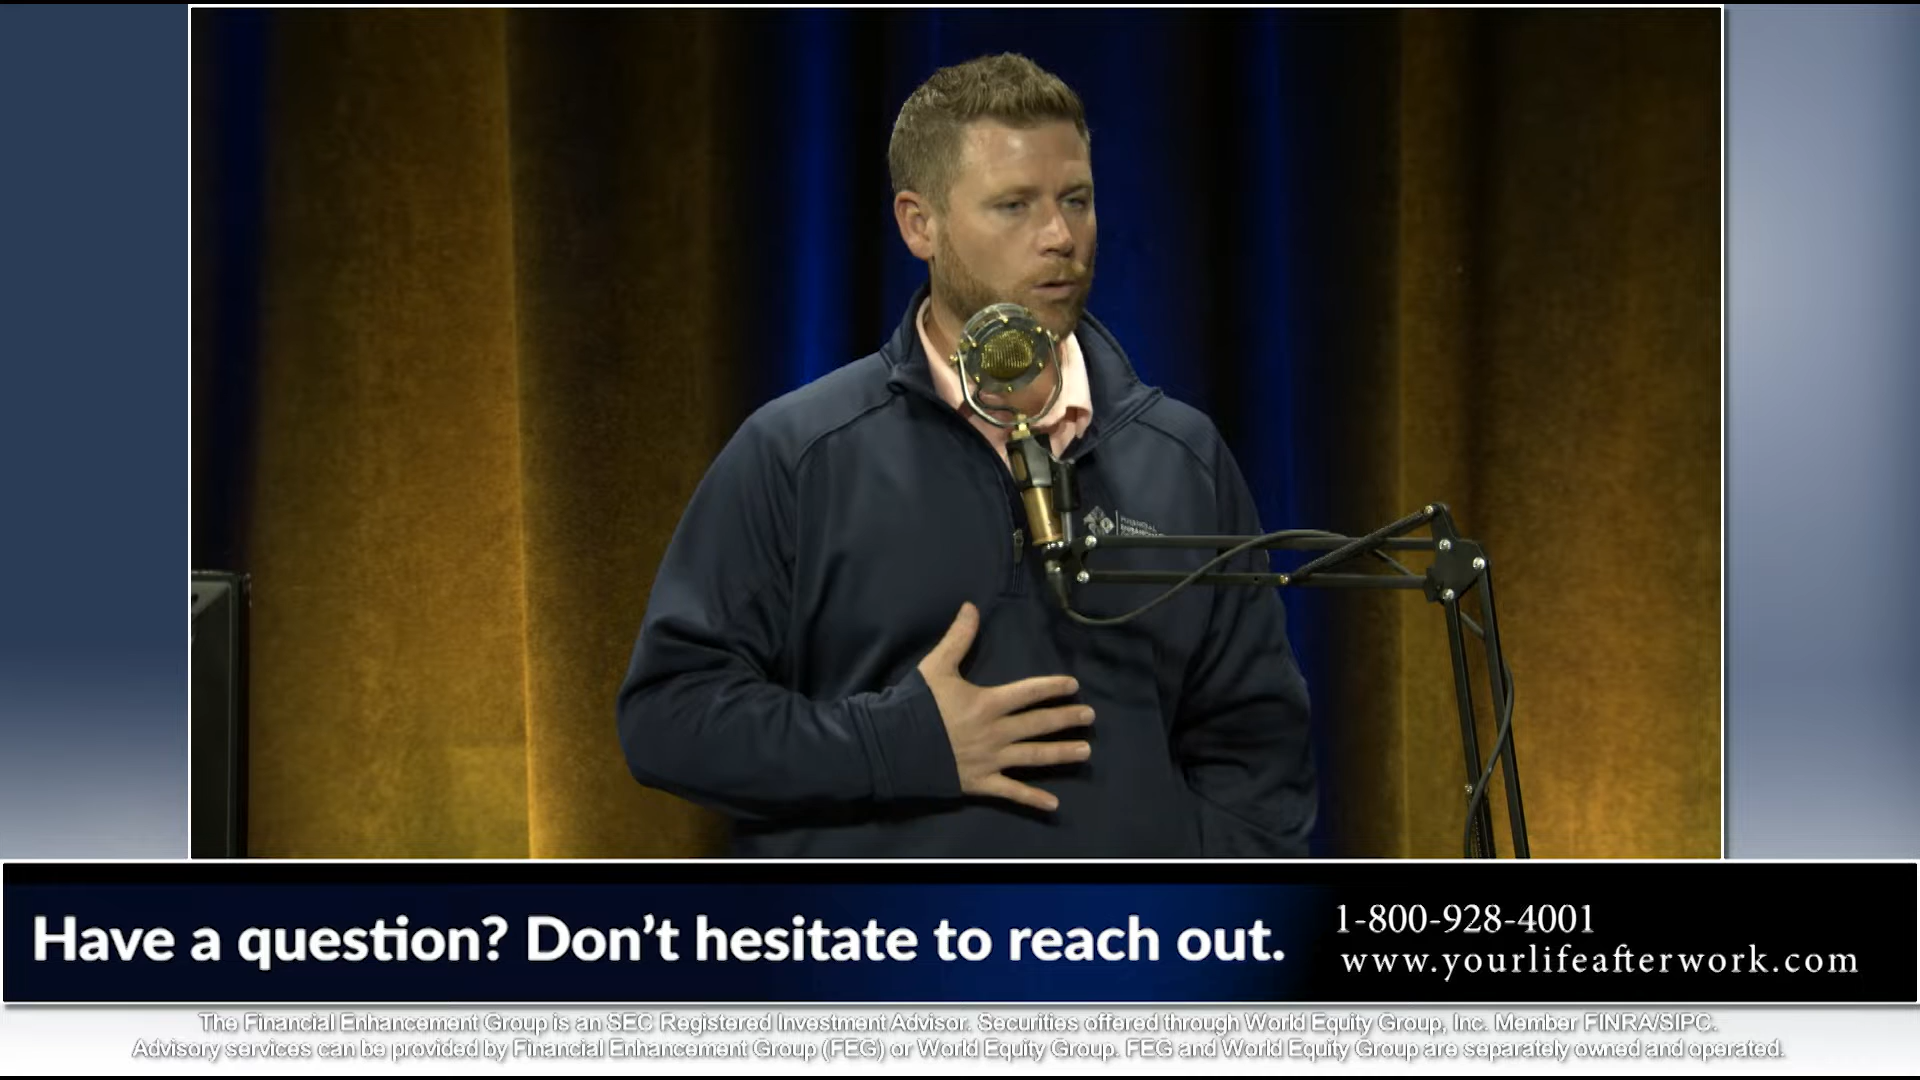 FINANCIAL
Have a question? Don't hesitate to reach out.
1-800-928-4001
www.yourlifeafterwork.com
The Financial Enhancement Group is an SEC Registered Investment Advisor. Securities offered through World Equity Group, Inc. Member FINRA/SIPC.
Advisory services can be provided by Financial Enhancement Group (FEG) or World Equity Group. FEG and World Equity Group are separately owned and operated.